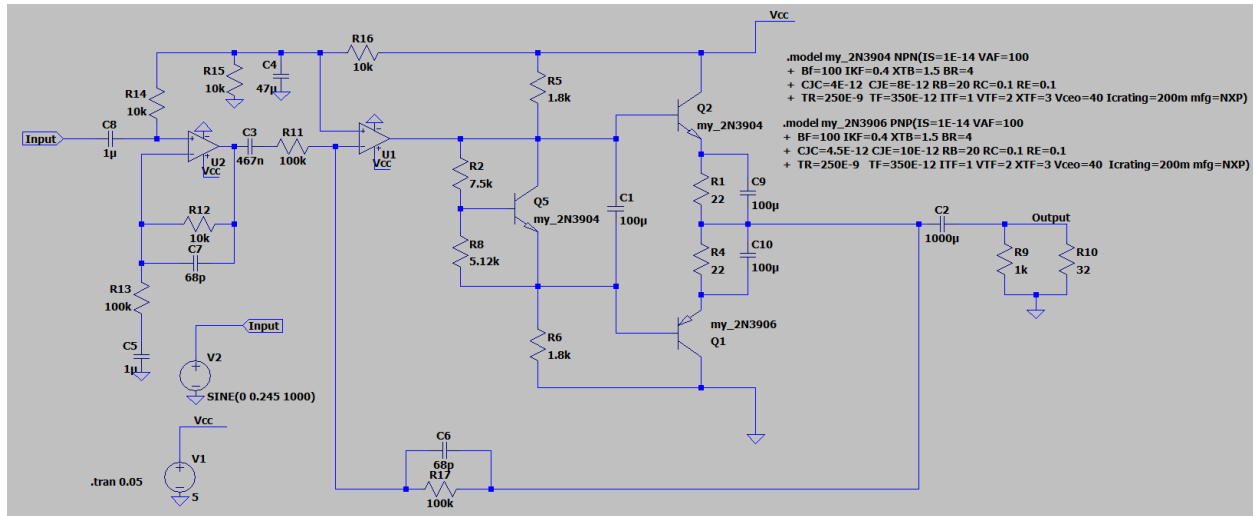 Vcc
R16
10k
R15
10k
C4
47µ
R14
10k
R5
1.8k
Q2
my_2N3904
.model my_2N3904 NPN(IS=1E-14 VAF=100
+ Bf=100 IKF=0.4 XTB=1.5 BR=4
+ CJC=4E-12 CJE=8E-12 RB=20 RC=0.1 RE=0.1
+ TR=250E-9 TF=350E-12 ITF=1 VTF=2 XTF=3 Vceo=40 Icrating=200m mfg=NXP)
.model my_2N3906 PNP(IS=1E-14 VAF=100
+ BF=100 IKF=0.4 XTB=1.5 BR=4
+ CJC=4.5E-12 CJE=10E-12 RB=20 RC=0.1 RE=0.1
+ TR=250E-9 TF=350E-12 ITF=1 VTF=2 XTF=3 Vceo=40 Icrating=200m mfg=NXP)
Input
C8
1µ
U2
Vcc
C3
467n
R11
100k
U1
Vcc
R2
7.5k
Q5
my_2N3904
C1
100µ
R1
22
C9
100µ
R12
10k
C7
68p
R8
5.12k
R4
22
C10
100µ
C2
1000µ
Output
R9
1k
R10
32
R13
100k
C5
1µ
Input
V2
SINE(0 0.245 1000)
R6
1.8k
my_2N3906
Q1
Vcc
V1
5
.tran 0.05
C6
68p
R17
100k